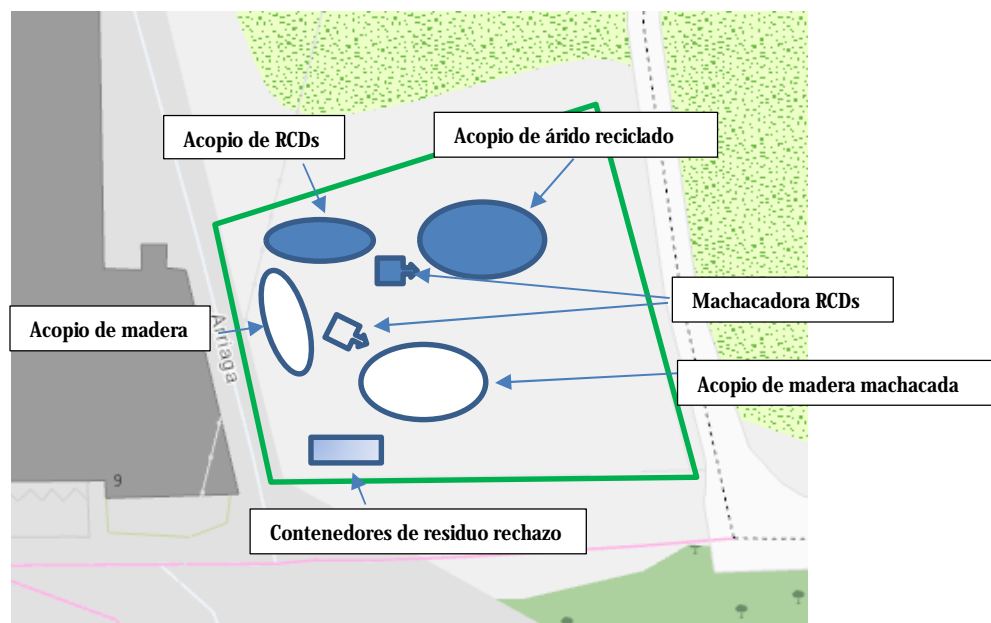 Acopio de RCDs
Acopio de árido reciclado
Machacadora RCDs
Acopio de madera
Arriaga
Acopio de madera machacada
9
Contenedores de residuo rechazo